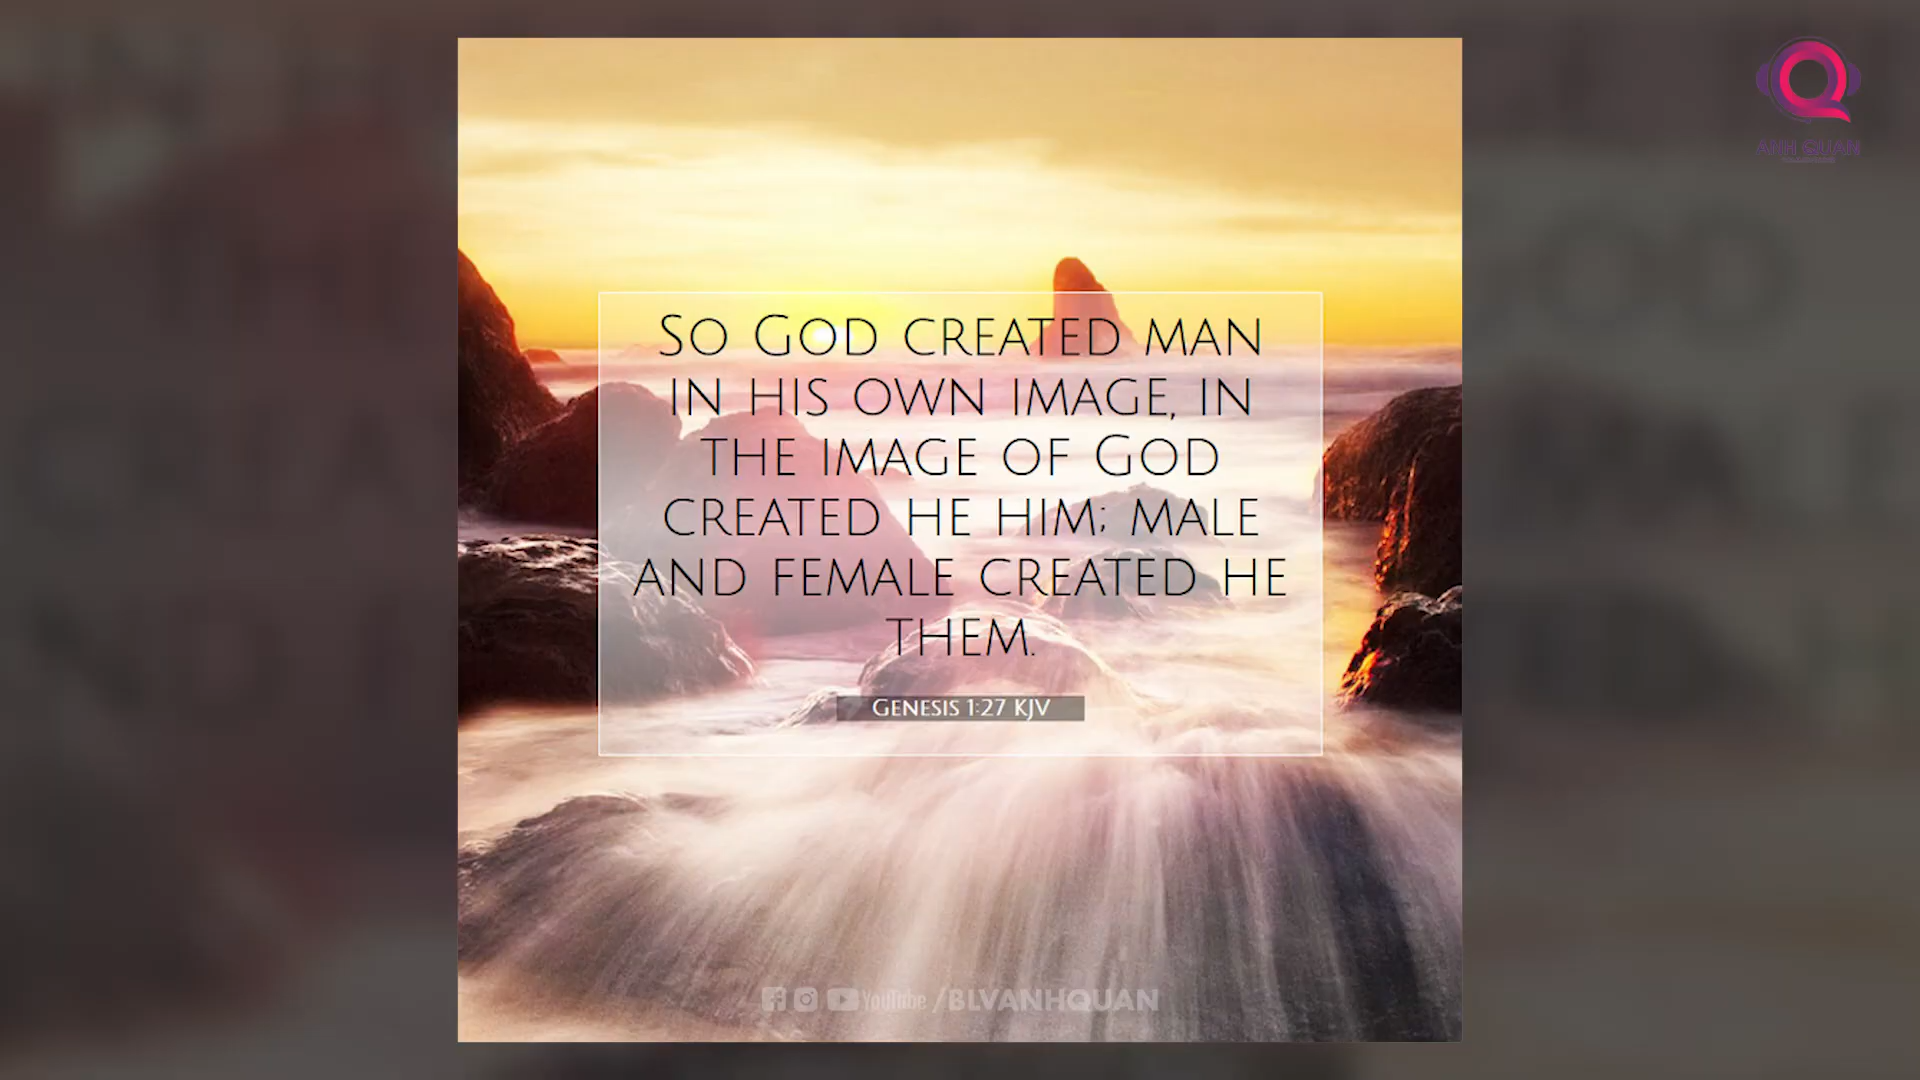 So God created man
in his own image, in
the image of God
created he him; male
and female created he
them.
Genesis 1:27 KJV
YouTube /BLVANHQUAN
ANH QUAN